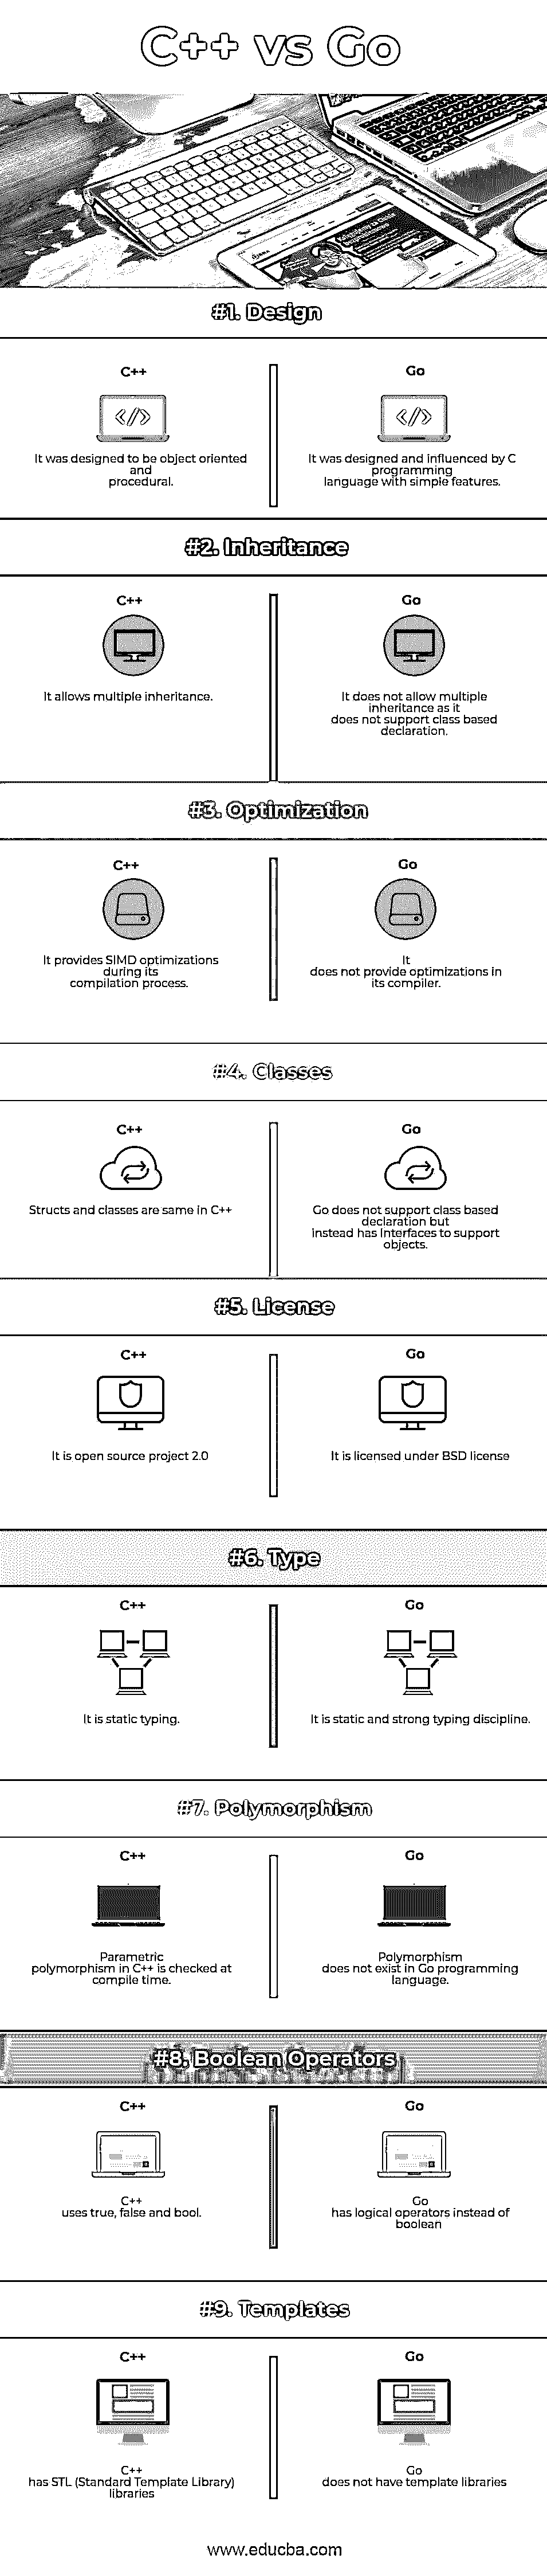 C++ vs Go
#1. Design
C++
It was designed to be object oriented
and
procedural.
Go
It was designed and influenced by C
programming
language with simple features.
#2. Inheritance
C++
It allows multiple inheritance.
Go
It does not allow multiple
inheritance as it
does not support class based
declaration.
#3. Optimization
C++
It provides SIMD optimizations
during its
compilation process.
Go
It
does not provide optimizations in
its compiler.
#4. Classes
C++
Structs and classes are same in C++
Go
Go does not support class based
declaration but
instead has interfaces to support
objects.
#5. License
C++
It is open source project 2.0
Go
It is licensed under BSD license
#6. Type
C++
It is static typing.
Go
It is static and strong typing discipline.
#7. Polymorphism
C++
Parametric
polymorphism in C++ is checked at
compile time.
Go
Polymorphism
does not exist in Go programming
language.
#8. Boolean Operators
C++
C++
uses true, false and bool.
Go
Go
has logical operators instead of
boolean
#9. Templates
C++
C++
has STL (Standard Template Library)
libraries
Go
Go
does not have template libraries
www.educba.com